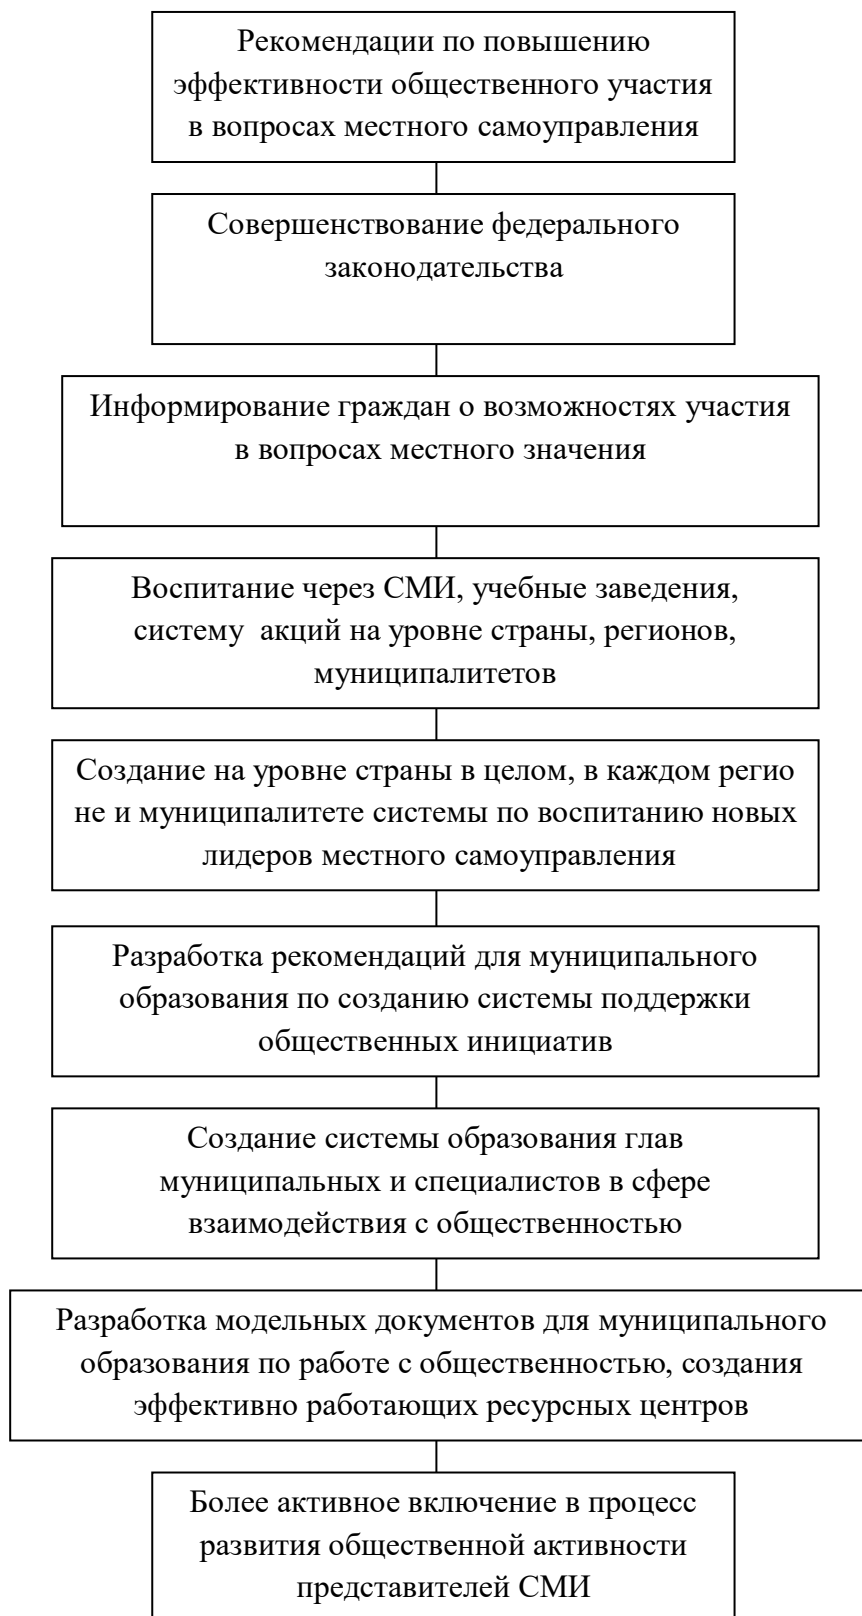 Рекомендации по повышению
эффективности общественного участия
в вопросах местного самоуправления
Совершенствование федерального
законодательства
Информирование граждан о возможностях участия
в вопросах местного значения
Воспитание через СМИ, учебные заведения,
систему  акций на уровне страны, регионов,
муниципалитетов
Создание на уровне страны в целом, в каждом регио
не и муниципалитете системы по воспитанию новых
лидеров местного самоуправления
Разработка рекомендаций для муниципального
образования по созданию системы поддержки
общественных инициатив
Создание системы образования глав
муниципальных и специалистов в сфере
взаимодействия с общественностью
Разработка модельных документов для муниципального
образования по работе с общественностью, создания
эффективно работающих ресурсных центров
Более активное включение в процесс
развития общественной активности
представителей СМИ